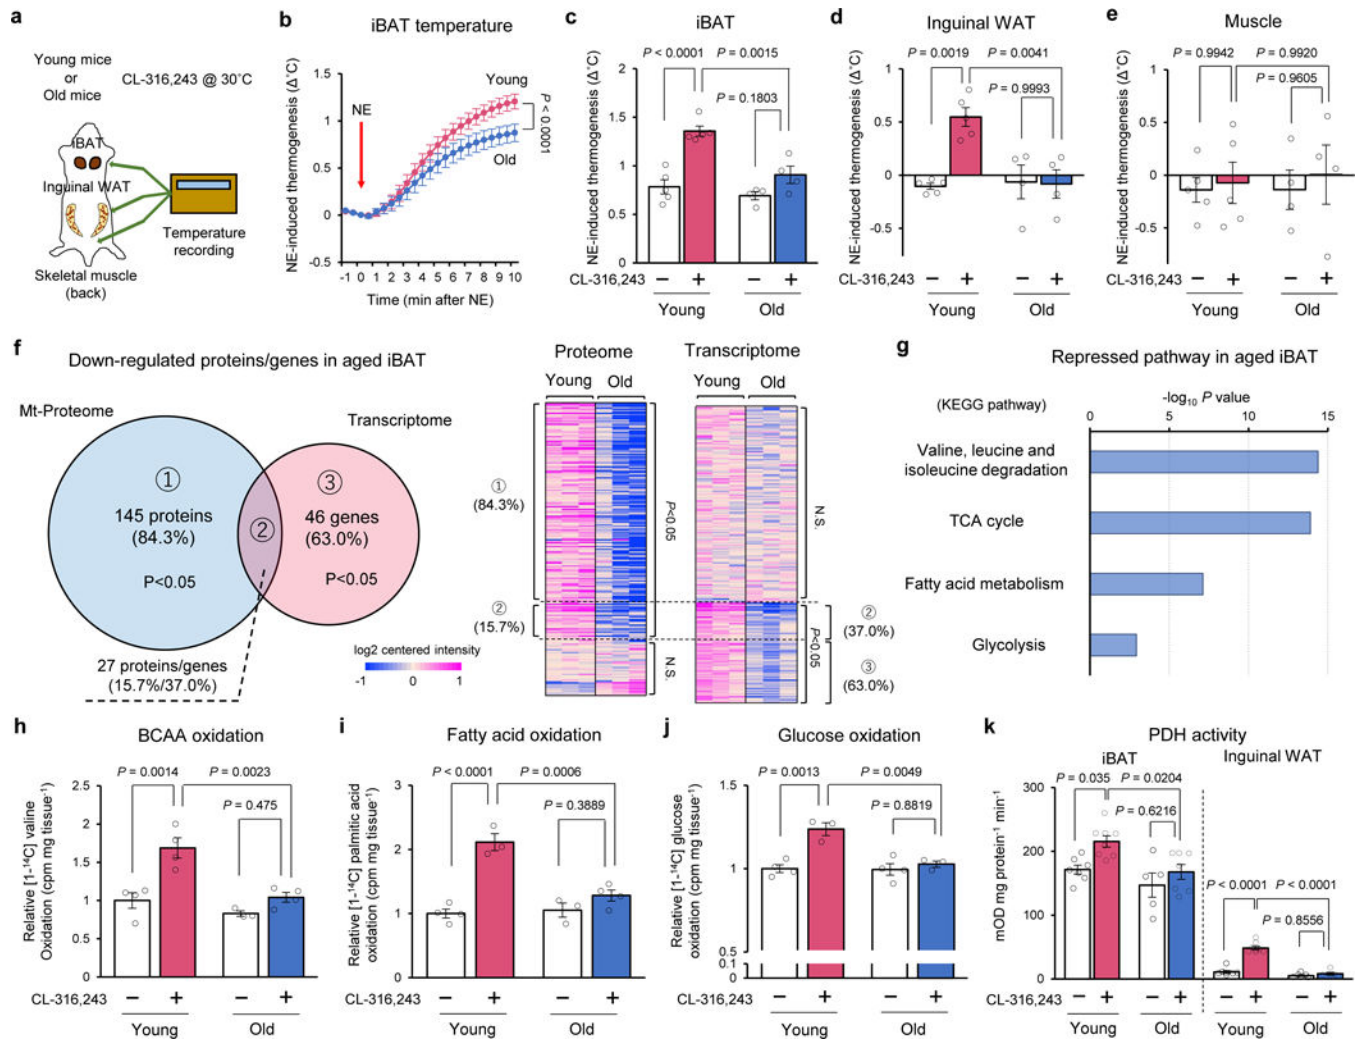 a
Young mice
or
Old mice
CL-316,243 @ 30˚C
iBAT
Inguinal WAT
Temperature
recording
Skeletal muscle
(back)
b
iBAT temperature
NE-induced thermogenesis (Δ˚C)
1.5
1
0.5
0
-0.5
NE
Young
Old
P < 0.0001
-1 0 1 2 3 4 5 6 7 8 9 10
Time (min after NE)
c
iBAT
P < 0.0001
P = 0.0015
P = 0.1803
NE-induced thermogenesis (Δ˚C)
2
1.5
1
0.5
0
CL-316,243
− + − +
Young Old
d
Inguinal WAT
P = 0.0019
P = 0.0041
P = 0.9993
NE-induced thermogenesis (Δ˚C)
1
0.5
0
-0.5
CL-316,243
− + − +
Young Old
e
Muscle
P = 0.9942
P = 0.9920
P = 0.9605
NE-induced thermogenesis (Δ˚C)
1
0.5
0
-0.5
CL-316,243
− + − +
Young Old
f
Down-regulated proteins/genes in aged iBAT
Mt-Proteome
Transcriptome
①
145 proteins
(84.3%)
P<0.05
②
③
46 genes
(63.0%)
P<0.05
27 proteins/genes
(15.7%/37.0%)
log2 centered intensity
-1 0 1
Proteome
Young Old
①
(84.3%)
②
(15.7%)
P<0.05
N.S.
Transcriptome
Young Old
N.S.
P<0.05
②
(37.0%)
③
(63.0%)
g
Repressed pathway in aged iBAT
(KEGG pathway)
-log10 P value
0 5 10 15
Valine, leucine and
isoleucine degradation
TCA cycle
Fatty acid metabolism
Glycolysis
h
BCAA oxidation
P = 0.0014
P = 0.0023
P = 0.475
Relative [1-¹⁴C] valine
Oxidation (cpm mg tissue⁻¹)
2.5
2
1.5
1
0.5
0
CL-316,243
− + − +
Young Old
i
Fatty acid oxidation
P < 0.0001
P = 0.0006
P = 0.3889
Relative [1-¹⁴C] palmitic acid
oxidation (cpm mg tissue⁻¹)
3
2
1
0
CL-316,243
− + − +
Young Old
j
Glucose oxidation
P = 0.0013
P = 0.0049
P = 0.8819
Relative [1-¹⁴C] glucose
oxidation (cpm mg tissue⁻¹)
1.5
1.0
0.5
0.1
0
CL-316,243
− + − +
Young Old
k
PDH activity
iBAT
Inguinal WAT
P = 0.035
P = 0.0204
P = 0.6216
P < 0.0001
P < 0.0001
P = 0.8556
mOD mg protein⁻¹ min⁻¹
300
200
100
0
CL-316,243
− + − + − + − +
Young Old Young Old